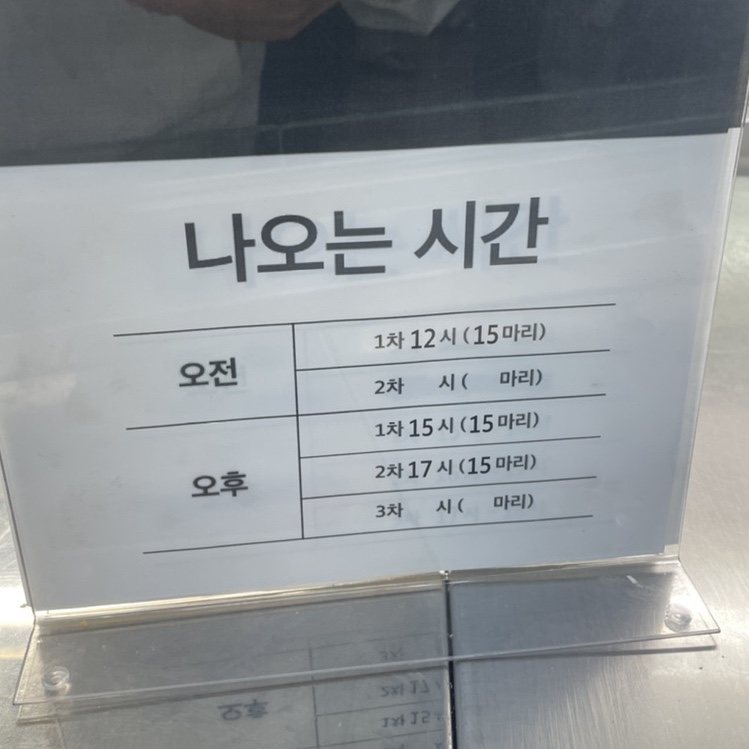 나오는 시간
오전
1차 12시 (15마리)
2차 시 ( 마리)
오후
1차 15시 (15마리)
2차 17시 (15마리)
3차 시 ( 마리)